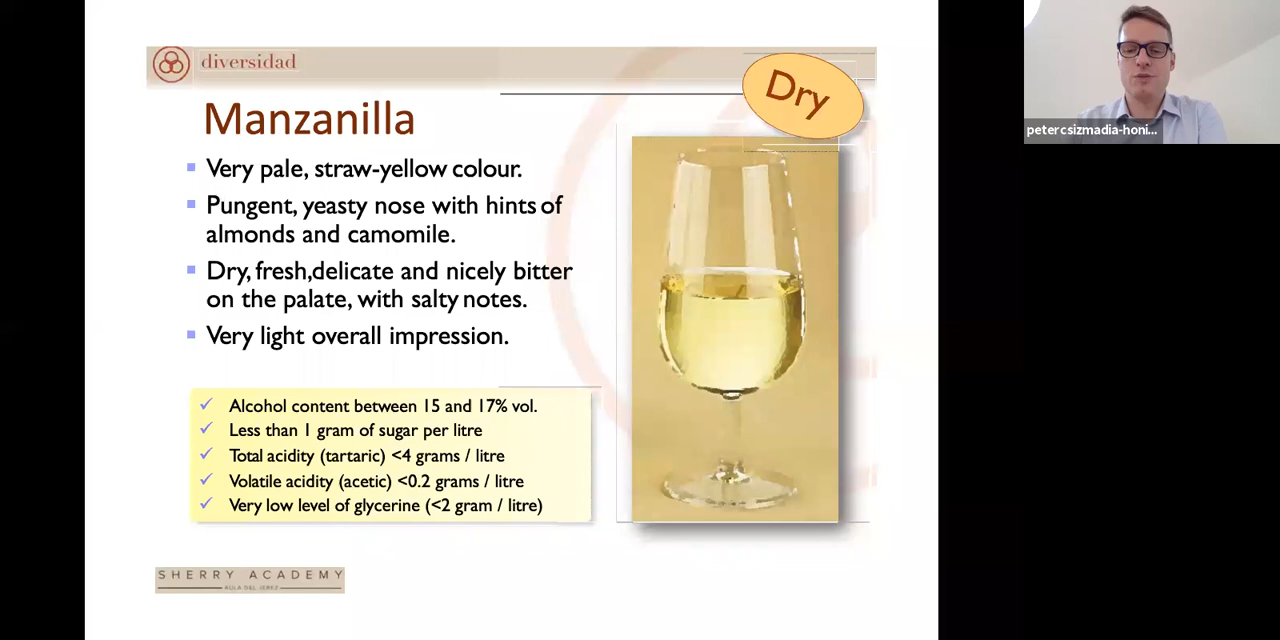 diversidad
Dry
Manzanilla
Very pale, straw-yellow colour.
Pungent, yeasty nose with hints of
almonds and camomile.
Dry, fresh,delicate and nicely bitter
on the palate, with salty notes.
Very light overall impression.
Alcohol content between 15 and 17% vol.
Less than 1 gram of sugar per litre
Total acidity (tartaric) <4 grams / litre
Volatile acidity (acetic) <0.2 grams / litre
Very low level of glycerine (<2 gram / litre)
SHERRY ACADEMY
AULA DEL JEREZ
petercsizmadia-honi...